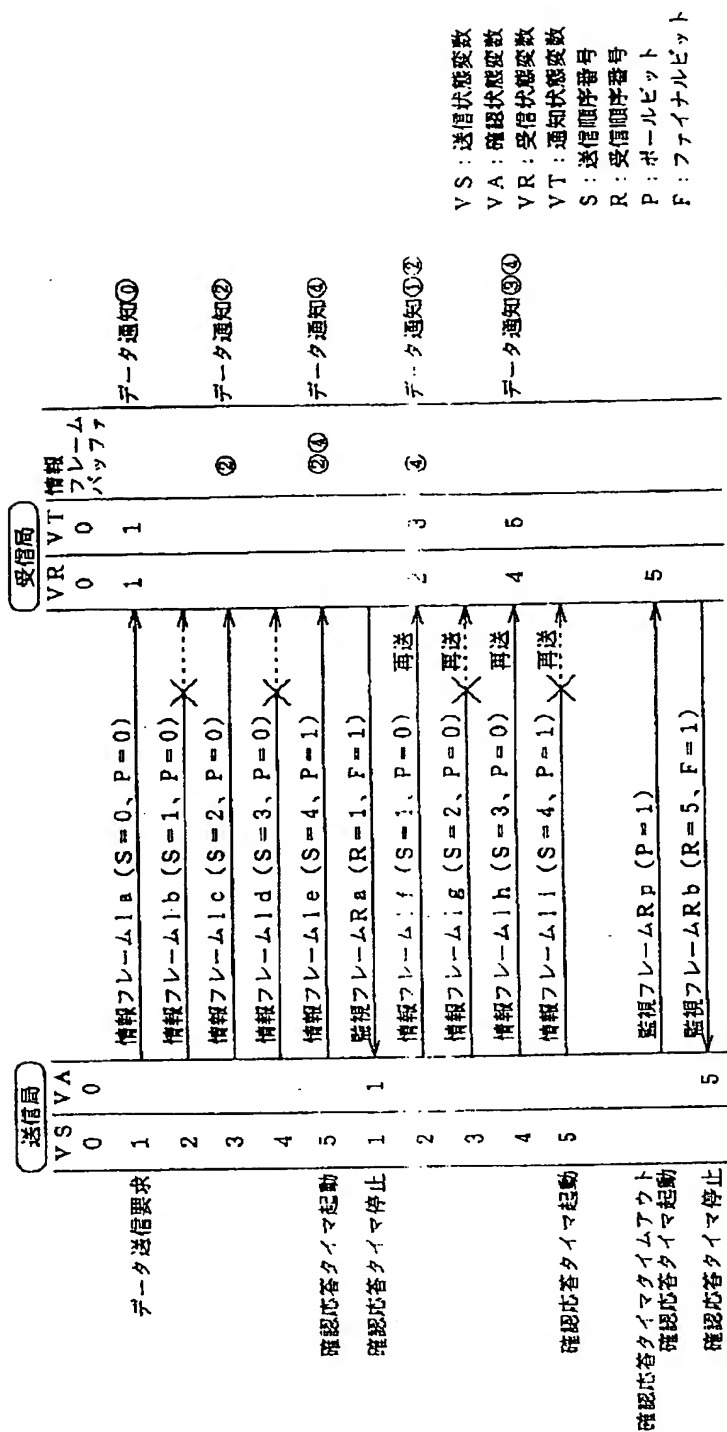 送信局
VS VA
0 0
データ送信要求 1
2
3
4
確認応答タイマ起動 5
確認応答タイマ停止 1 1
2
3
4
確認応答タイマ起動 5
確認応答タイマタイムアウト
確認応答タイマ起動
確認応答タイマ停止 5
情報フレームIa (S=0、P=0)
情報フレームIb (S=1、P=0)
情報フレームIc (S=2、P=0)
情報フレームId (S=3、P=0)
情報フレームIe (S=4、P=1)
監視フレームRa (R=1、F=1)
情報フレームIf (S=1、P=0) 再送
情報フレームIg (S=2、P=0) 再送
情報フレームIh (S=3、P=0) 再送
情報フレームIi (S=4、P=1) 再送
監視フレームRp (P=1)
監視フレームRb (R=5、F=1)
受信局
VR VT 情報
フレーム
バッファ
0 0
1 1 データ通知⓪
② データ通知②
②④ データ通知④
2 3 ④ データ通知①②
4 5 データ通知③④
5
VS:送信状態変数
VA:確認状態変数
VR:受信状態変数
VT:通知状態変数
S:送信順序番号
R:受信順序番号
P:ポールビット
F:ファイナルビット